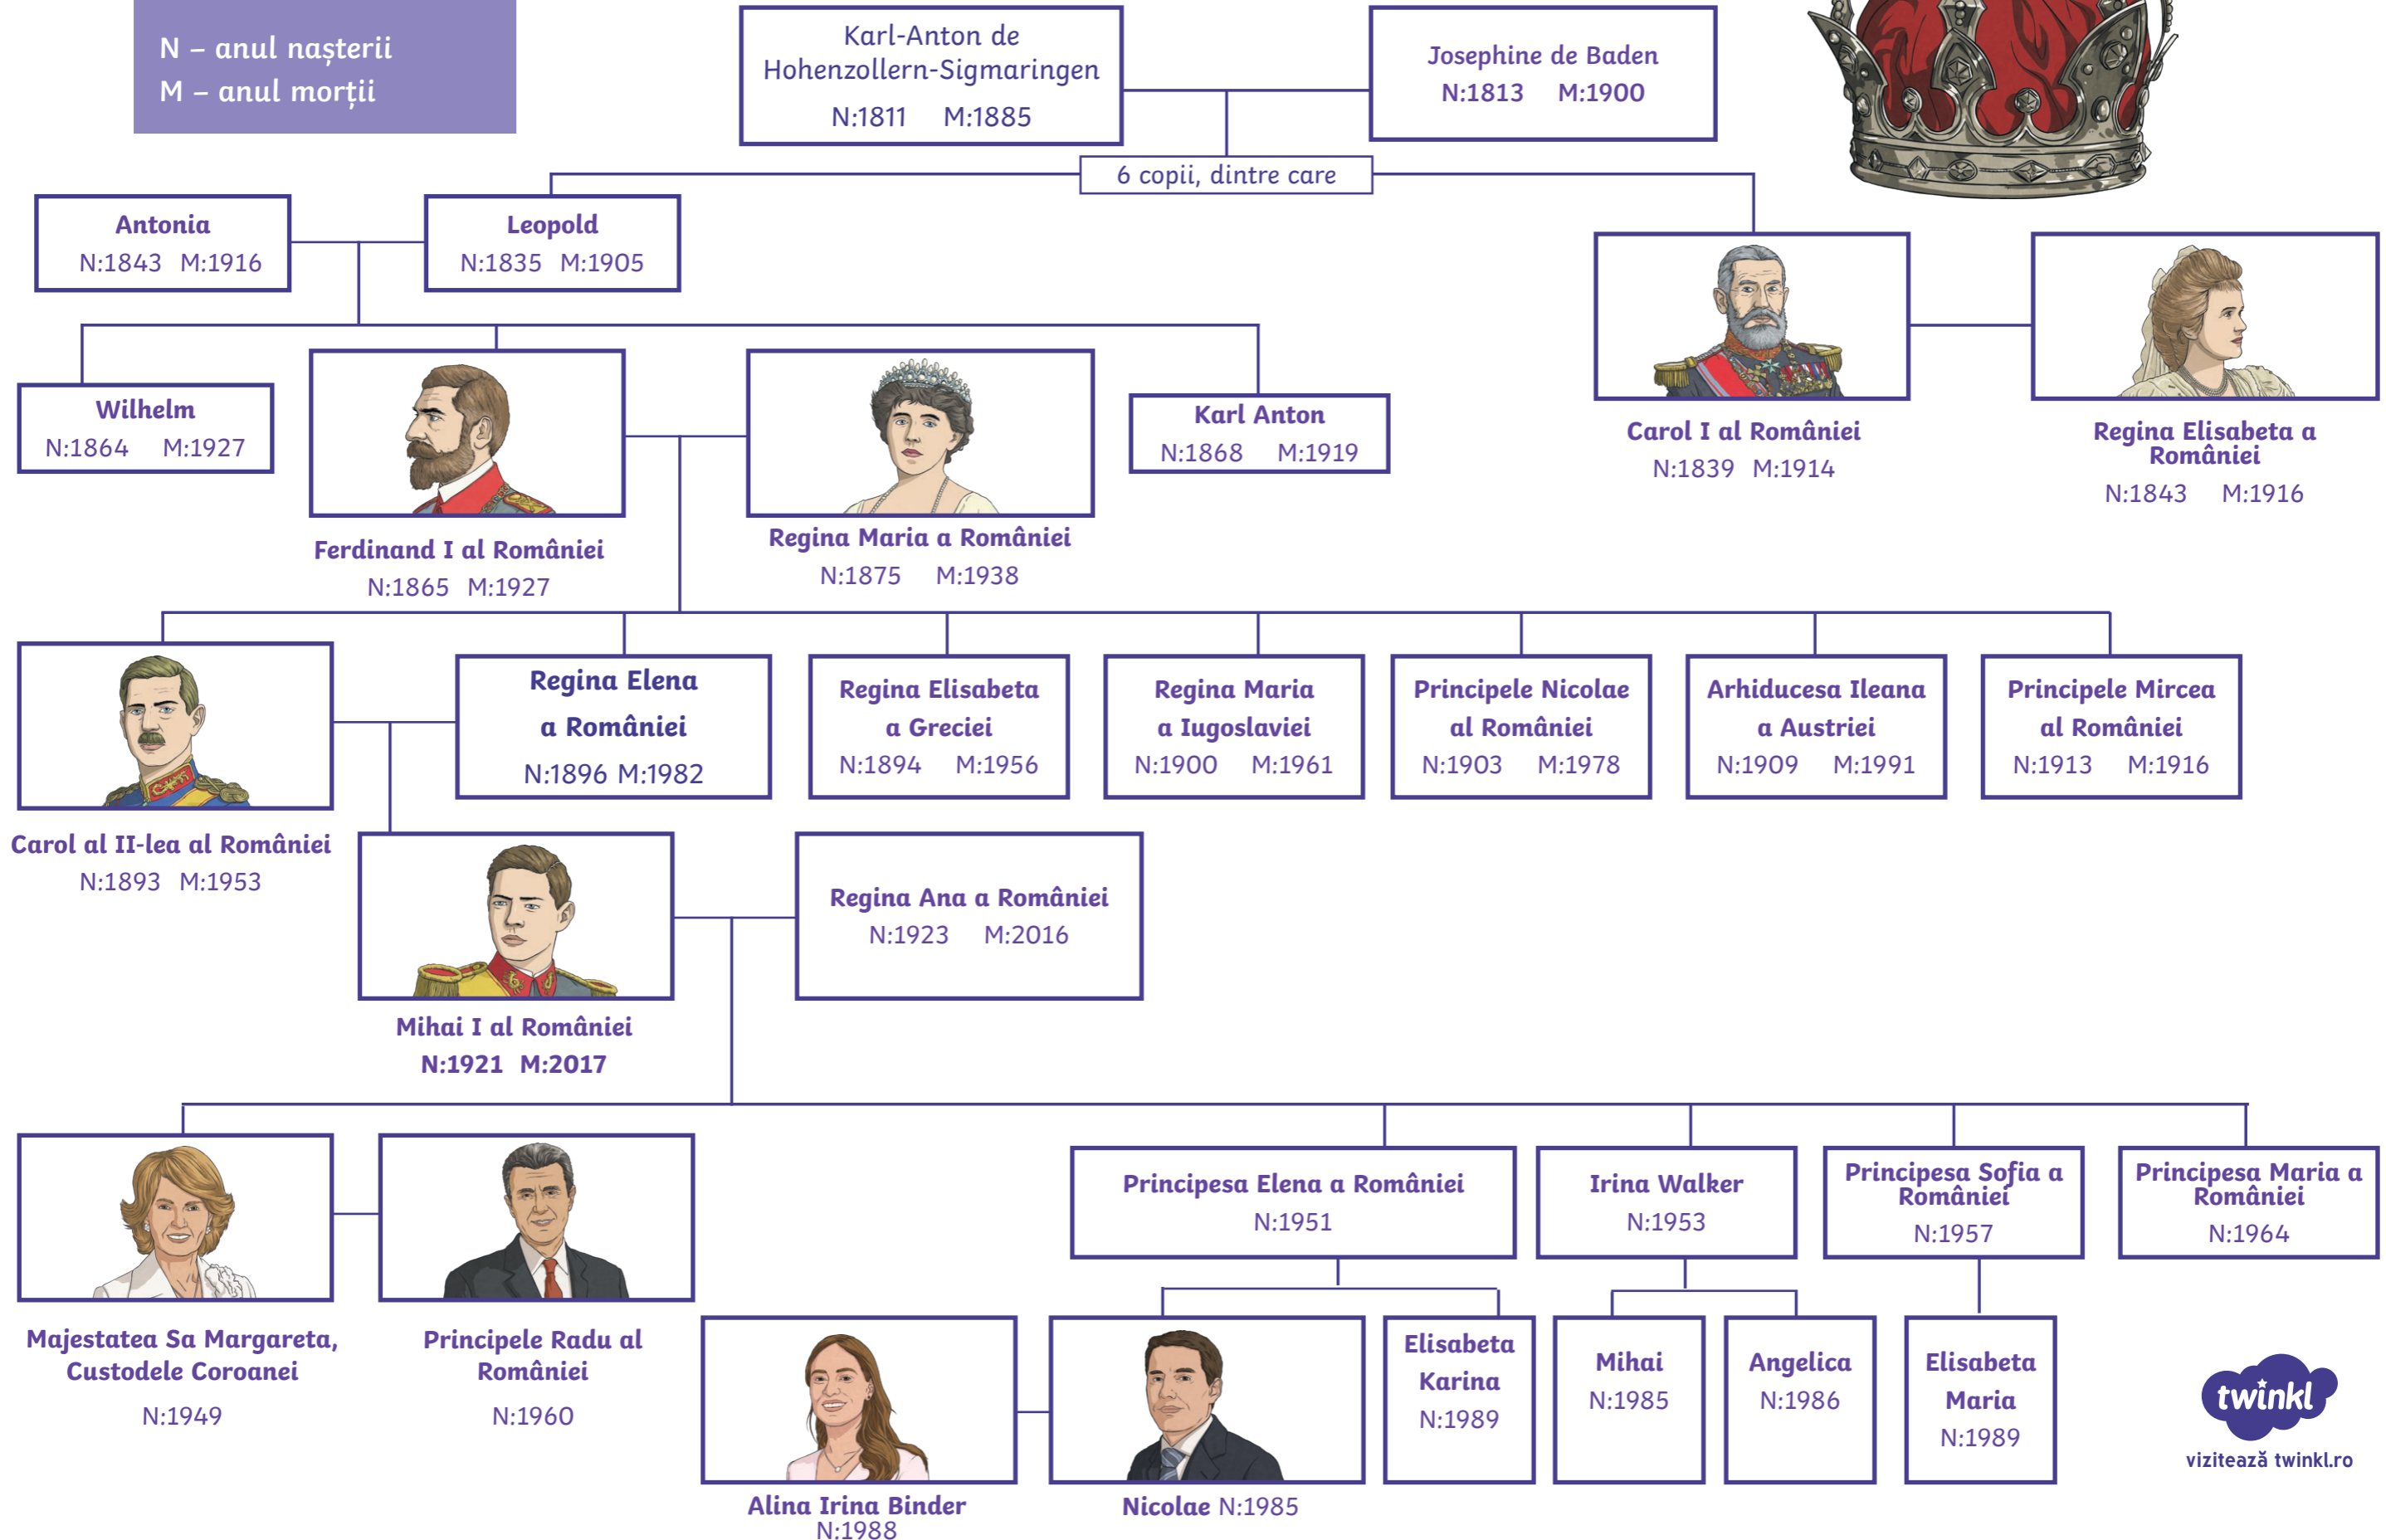 N – anul nașterii
M – anul morții
Karl-Anton de
Hohenzollern-Sigmaringen
N:1811 M:1885
Josephine de Baden
N:1813 M:1900
6 copii, dintre care
Antonia
N:1843 M:1916
Leopold
N:1835 M:1905
Wilhelm
N:1864 M:1927
Ferdinand I al României
N:1865 M:1927
Regina Maria a României
N:1875 M:1938
Karl Anton
N:1868 M:1919
Carol I al României
N:1839 M:1914
Regina Elisabeta a
României
N:1843 M:1916
Carol al II-lea al României
N:1893 M:1953
Regina Elena
a României
N:1896 M:1982
Regina Elisabeta
a Greciei
N:1894 M:1956
Regina Maria
a Iugoslaviei
N:1900 M:1961
Principele Nicolae
al României
N:1903 M:1978
Arhiducesa Ileana
a Austriei
N:1909 M:1991
Principele Mircea
al României
N:1913 M:1916
Mihai I al României
N:1921 M:2017
Regina Ana a României
N:1923 M:2016
Majestatea Sa Margareta,
Custodele Coroanei
N:1949
Principele Radu al
României
N:1960
Principesa Elena a României
N:1951
Irina Walker
N:1953
Principesa Sofia a
României
N:1957
Principesa Maria a
României
N:1964
Alina Irina Binder
N:1988
Nicolae N:1985
Elisabeta
Karina
N:1989
Mihai
N:1985
Angelica
N:1986
Elisabeta
Maria
N:1989
twinkl
vizitează twinkl.ro